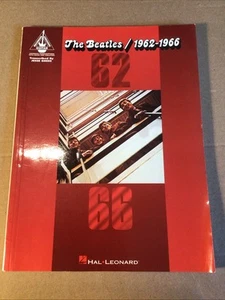 The Beatles / 1962-1966
62
66
HAL•LEONARD